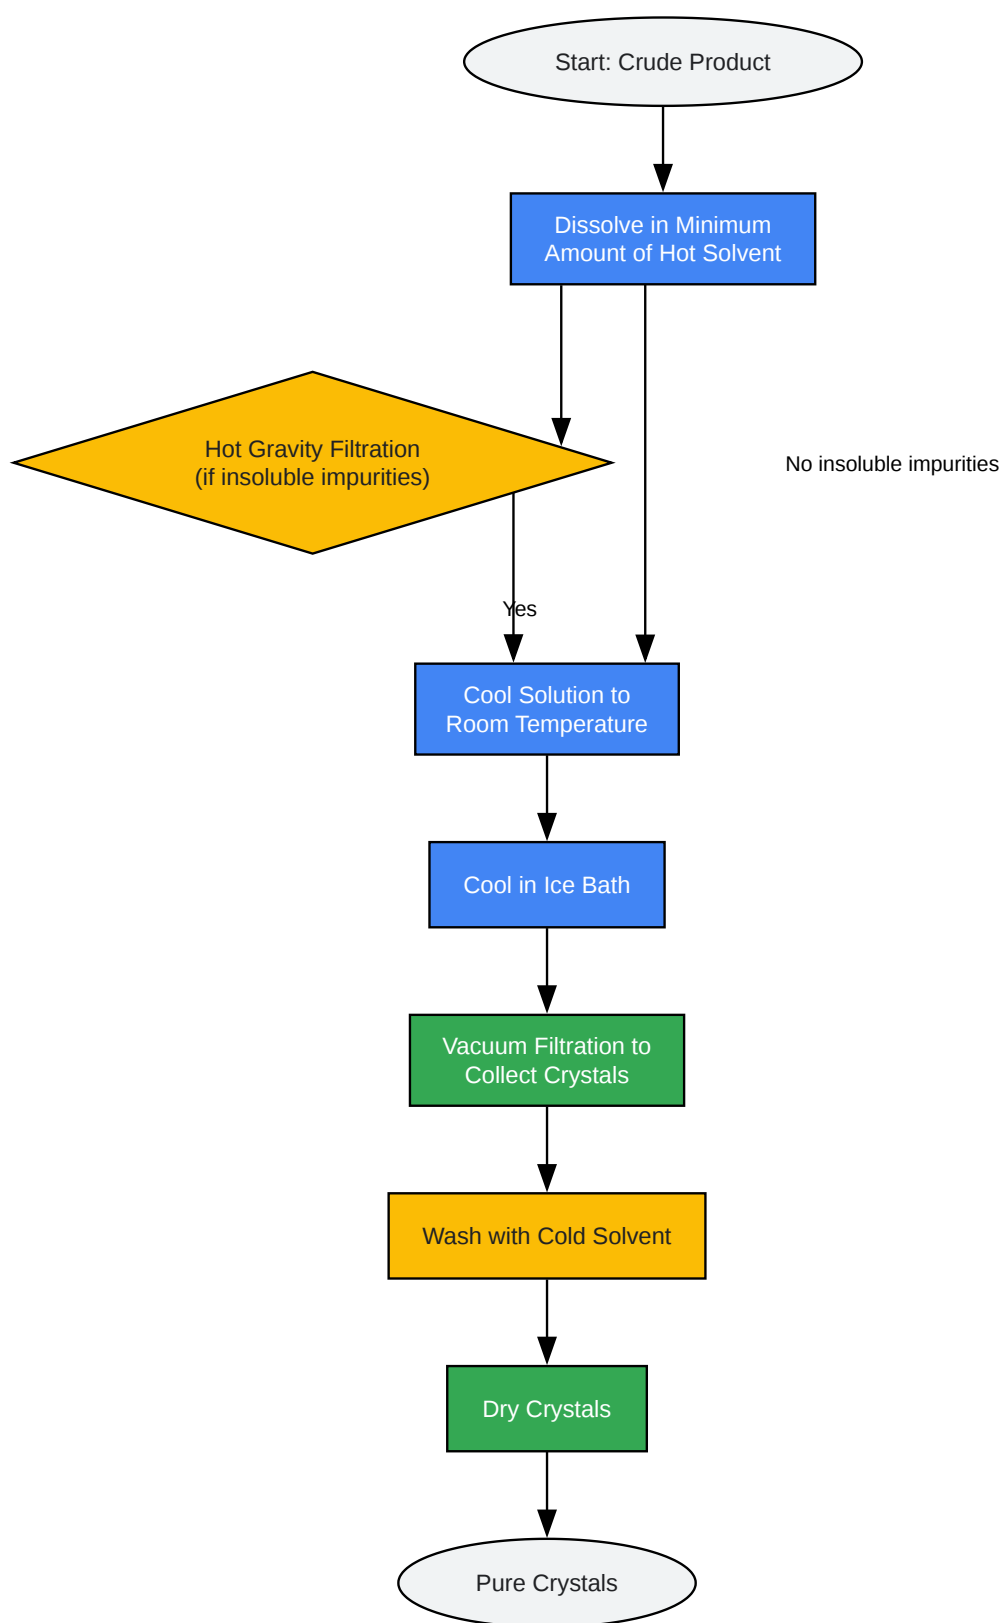 Start: Crude Product
Dissolve in Minimum
Amount of Hot Solvent
Hot Gravity Filtration
(if insoluble impurities)
No insoluble impurities
Yes
Cool Solution to
Room Temperature
Cool in Ice Bath
Vacuum Filtration to
Collect Crystals
Wash with Cold Solvent
Dry Crystals
Pure Crystals